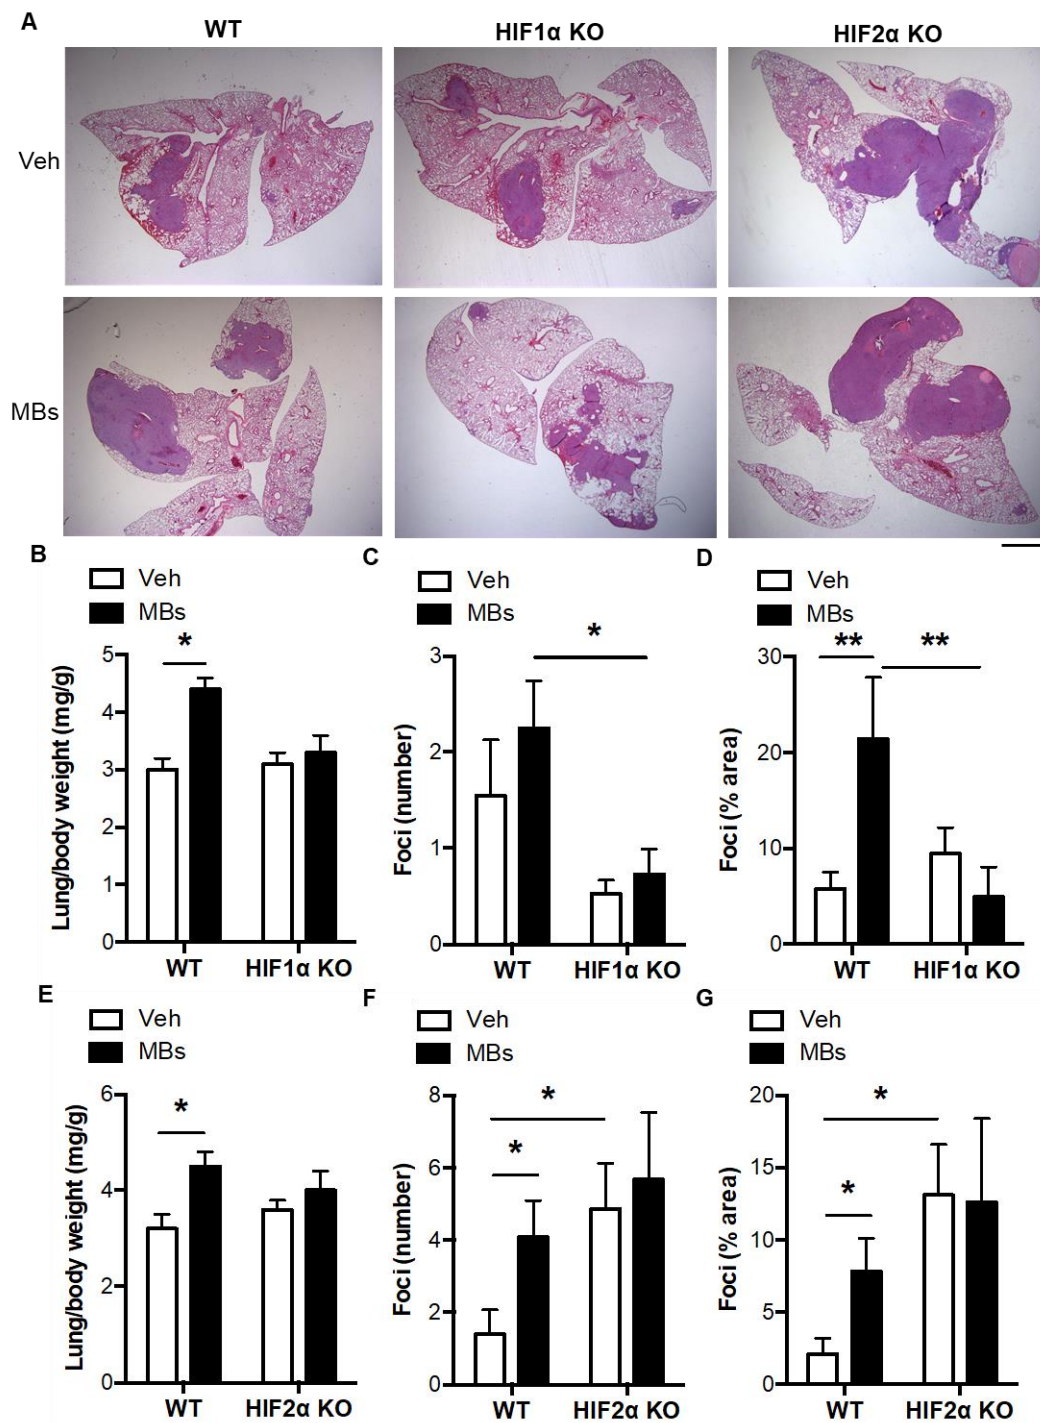 A
WT
HIF1α KO
HIF2α KO
Veh
MBs
B
Veh
MBs
*
Lung/body weight (mg/g)
5
4
3
2
1
0
WT
HIF1α KO
C
Veh
MBs
*
Foci (number)
3
2
1
0
WT
HIF1α KO
D
Veh
MBs
**
**
Foci (% area)
30
20
10
0
WT
HIF1α KO
E
Veh
MBs
*
Lung/body weight (mg/g)
6
4
2
0
WT
HIF2α KO
F
Veh
MBs
*
*
Foci (number)
8
6
4
2
0
WT
HIF2α KO
G
Veh
MBs
*
*
Foci (% area)
20
15
10
5
0
WT
HIF2α KO